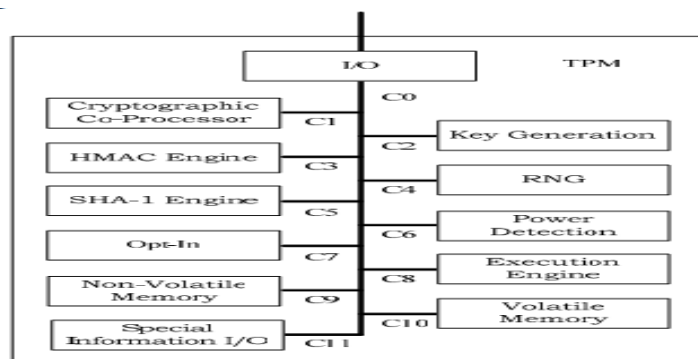 I/O
TPM
C0
Cryptographic
Co-Processor
C1
C2
Key Generation
HMAC Engine
C3
C4
RNG
SHA-1 Engine
C5
C6
Power
Detection
Opt-In
C7
C8
Execution
Engine
Non-Volatile
Memory
C9
C10
Volatile
Memory
Special
Information I/O
C11